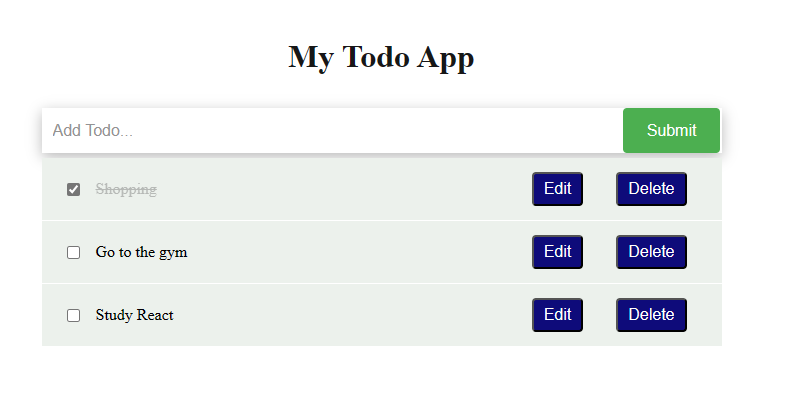 My Todo App
Add Todo... Submit
Shopping Edit Delete
Go to the gym Edit Delete
Study React Edit Delete